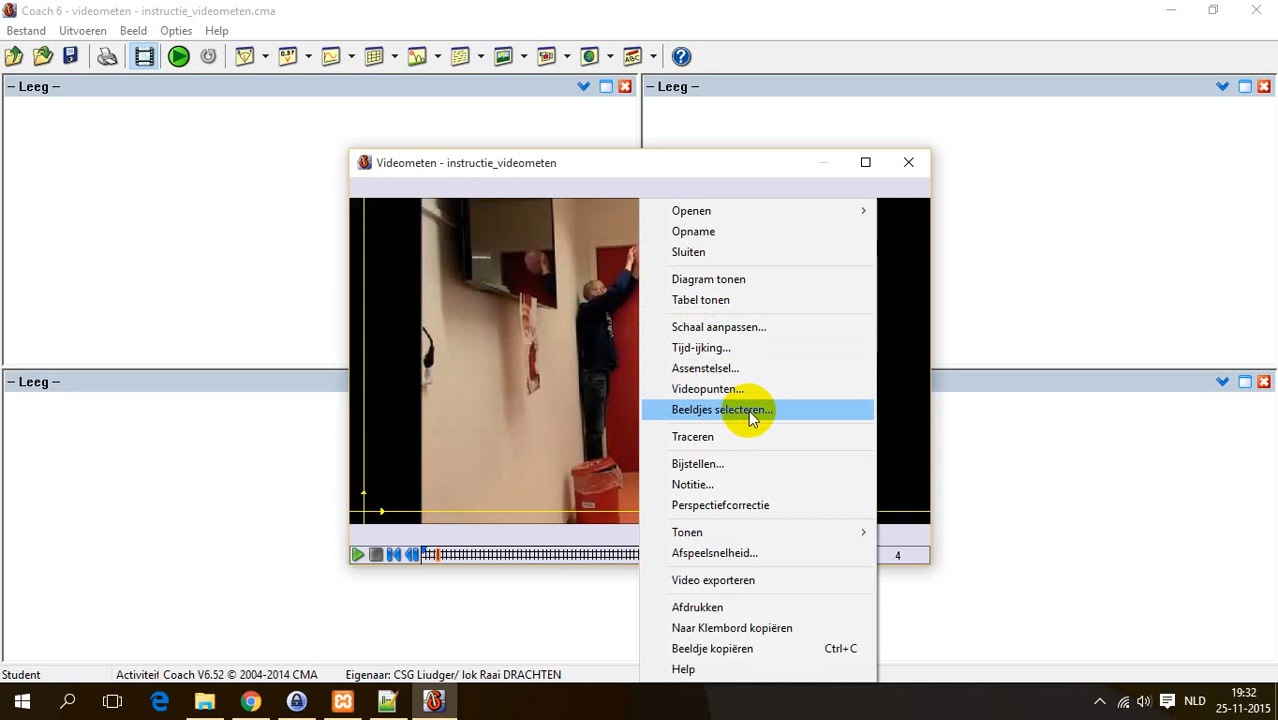 Coach 6 - videometen - instructie_videometen.cma
Bestand Uitvoeren Beeld Opties Help
– Leeg –
– Leeg –
Videometen - instructie_videometen
Openen
Opname
Sluiten
Diagram tonen
Tabel tonen
Schaal aanpassen...
Tijd-ijking...
Assenstelsel...
– Leeg –
Videopunten...
Beeldjes selecteren...
Traceren
Bijstellen...
Notitie...
Perspectiefcorrectie
Tonen
Afspeelsnelheid...
4
Video exporteren
Afdrukken
Naar Klembord kopiëren
Beeldje kopiëren Ctrl+C
Help
Student Activiteit Coach V6.52 © 2004-2014 CMA Eigenaar: CSG Liudger/ lok Raai DRACHTEN
NLD
19:32
25-11-2015